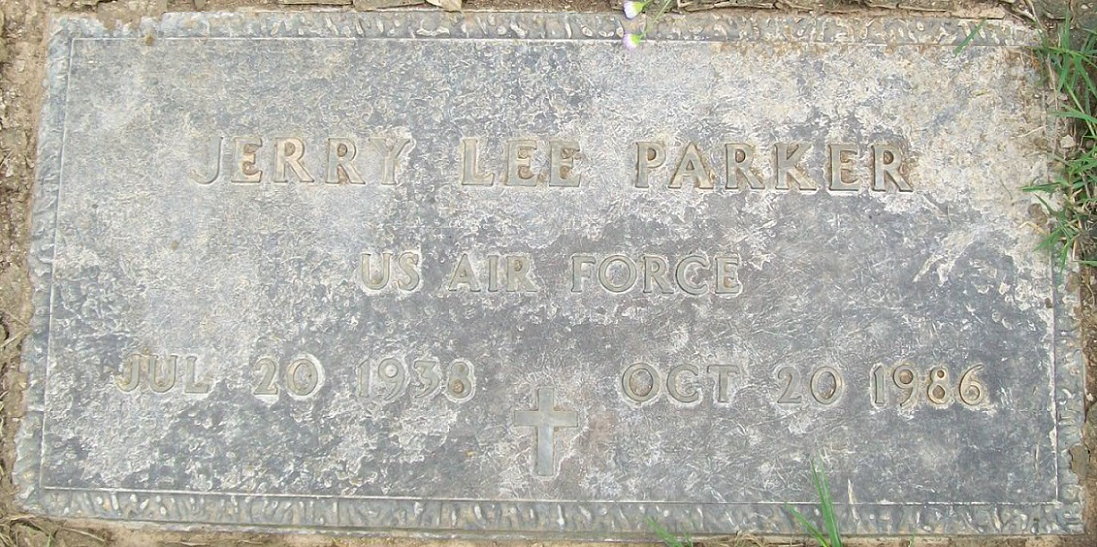 JERRY LEE PARKER
US AIR FORCE
JUL 20 1938 OCT 20 1986